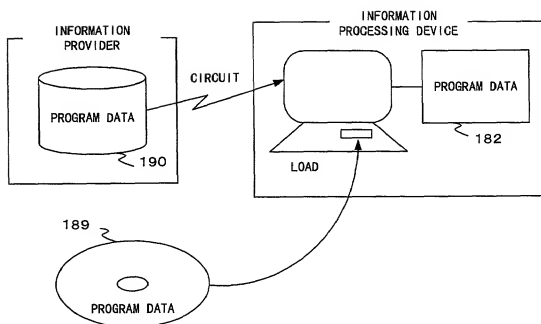 INFORMATION
PROVIDER
PROGRAM DATA
190
CIRCUIT
INFORMATION
PROCESSING DEVICE
PROGRAM DATA
182
LOAD
189
PROGRAM DATA